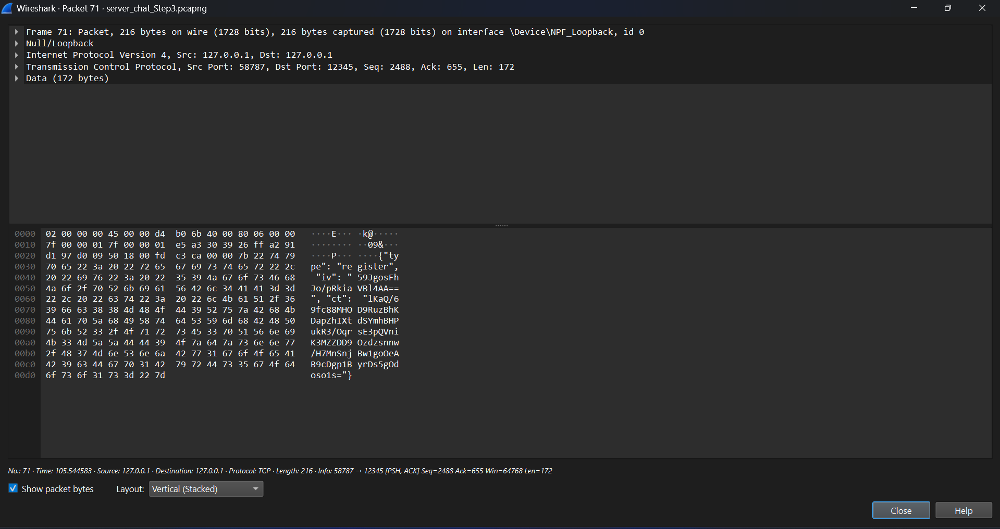 Wireshark · Packet 71 · server_chat_Step3.pcapng
Frame 71: Packet, 216 bytes on wire (1728 bits), 216 bytes captured (1728 bits) on interface \Device\NPF_Loopback, id 0
Null/Loopback
Internet Protocol Version 4, Src: 127.0.0.1, Dst: 127.0.0.1
Transmission Control Protocol, Src Port: 58787, Dst Port: 12345, Seq: 2488, Ack: 655, Len: 172
Data (172 bytes)
0000 02 00 00 00 45 00 00 d4 b0 6b 40 00 80 06 00 00 ····E··· ·k@·····
0010 7f 00 00 01 7f 00 00 01 e5 a3 30 39 26 ff a2 91 ········ ··09&···
0020 d1 97 d0 09 50 18 00 fd c3 ca 00 00 7b 22 74 79 ····P··· ····{"ty
0030 70 65 22 3a 20 22 72 65 67 69 73 74 65 72 22 2c pe": "re gister",
0040 20 22 69 76 22 3a 20 22 35 39 4a 67 6f 73 46 68 "iv": " 59JgosFh
0050 4a 6f 2f 70 52 6b 69 61 56 42 6c 34 41 41 3d 3d Jo/pRkia VBl4AA==
0060 22 2c 20 22 63 74 22 3a 20 22 6c 4b 61 51 2f 36 ", "ct": "lKaQ/6
0070 39 66 63 38 38 4d 48 4f 44 39 52 75 7a 42 68 4b 9fc88MHO D9RuzBhK
0080 44 61 70 5a 68 49 58 74 64 53 59 6d 68 42 48 50 DapZhIXt dSYmhBHP
0090 75 6b 52 33 2f 4f 71 72 73 45 33 70 51 56 6e 69 ukR3/Oqr sE3pQVni
00a0 4b 33 4d 5a 5a 44 44 39 4f 7a 64 7a 73 6e 6e 77 K3MZZDD9 Ozdzsnnw
00b0 2f 48 37 4d 6e 53 6e 6a 42 77 31 67 6f 4f 65 41 /H7MnSnj Bw1goOeA
00c0 42 39 63 44 67 70 31 42 79 72 44 73 35 67 4f 64 B9cDgp1B yrDs5gOd
00d0 6f 73 6f 31 73 3d 22 7d oso1s="}
No.: 71 · Time: 105.544583 · Source: 127.0.0.1 · Destination: 127.0.0.1 · Protocol: TCP · Length: 216 · Info: 58787 → 12345 [PSH, ACK] Seq=2488 Ack=655 Win=64768 Len=172
Show packet bytes Layout: Vertical (Stacked)
Close Help